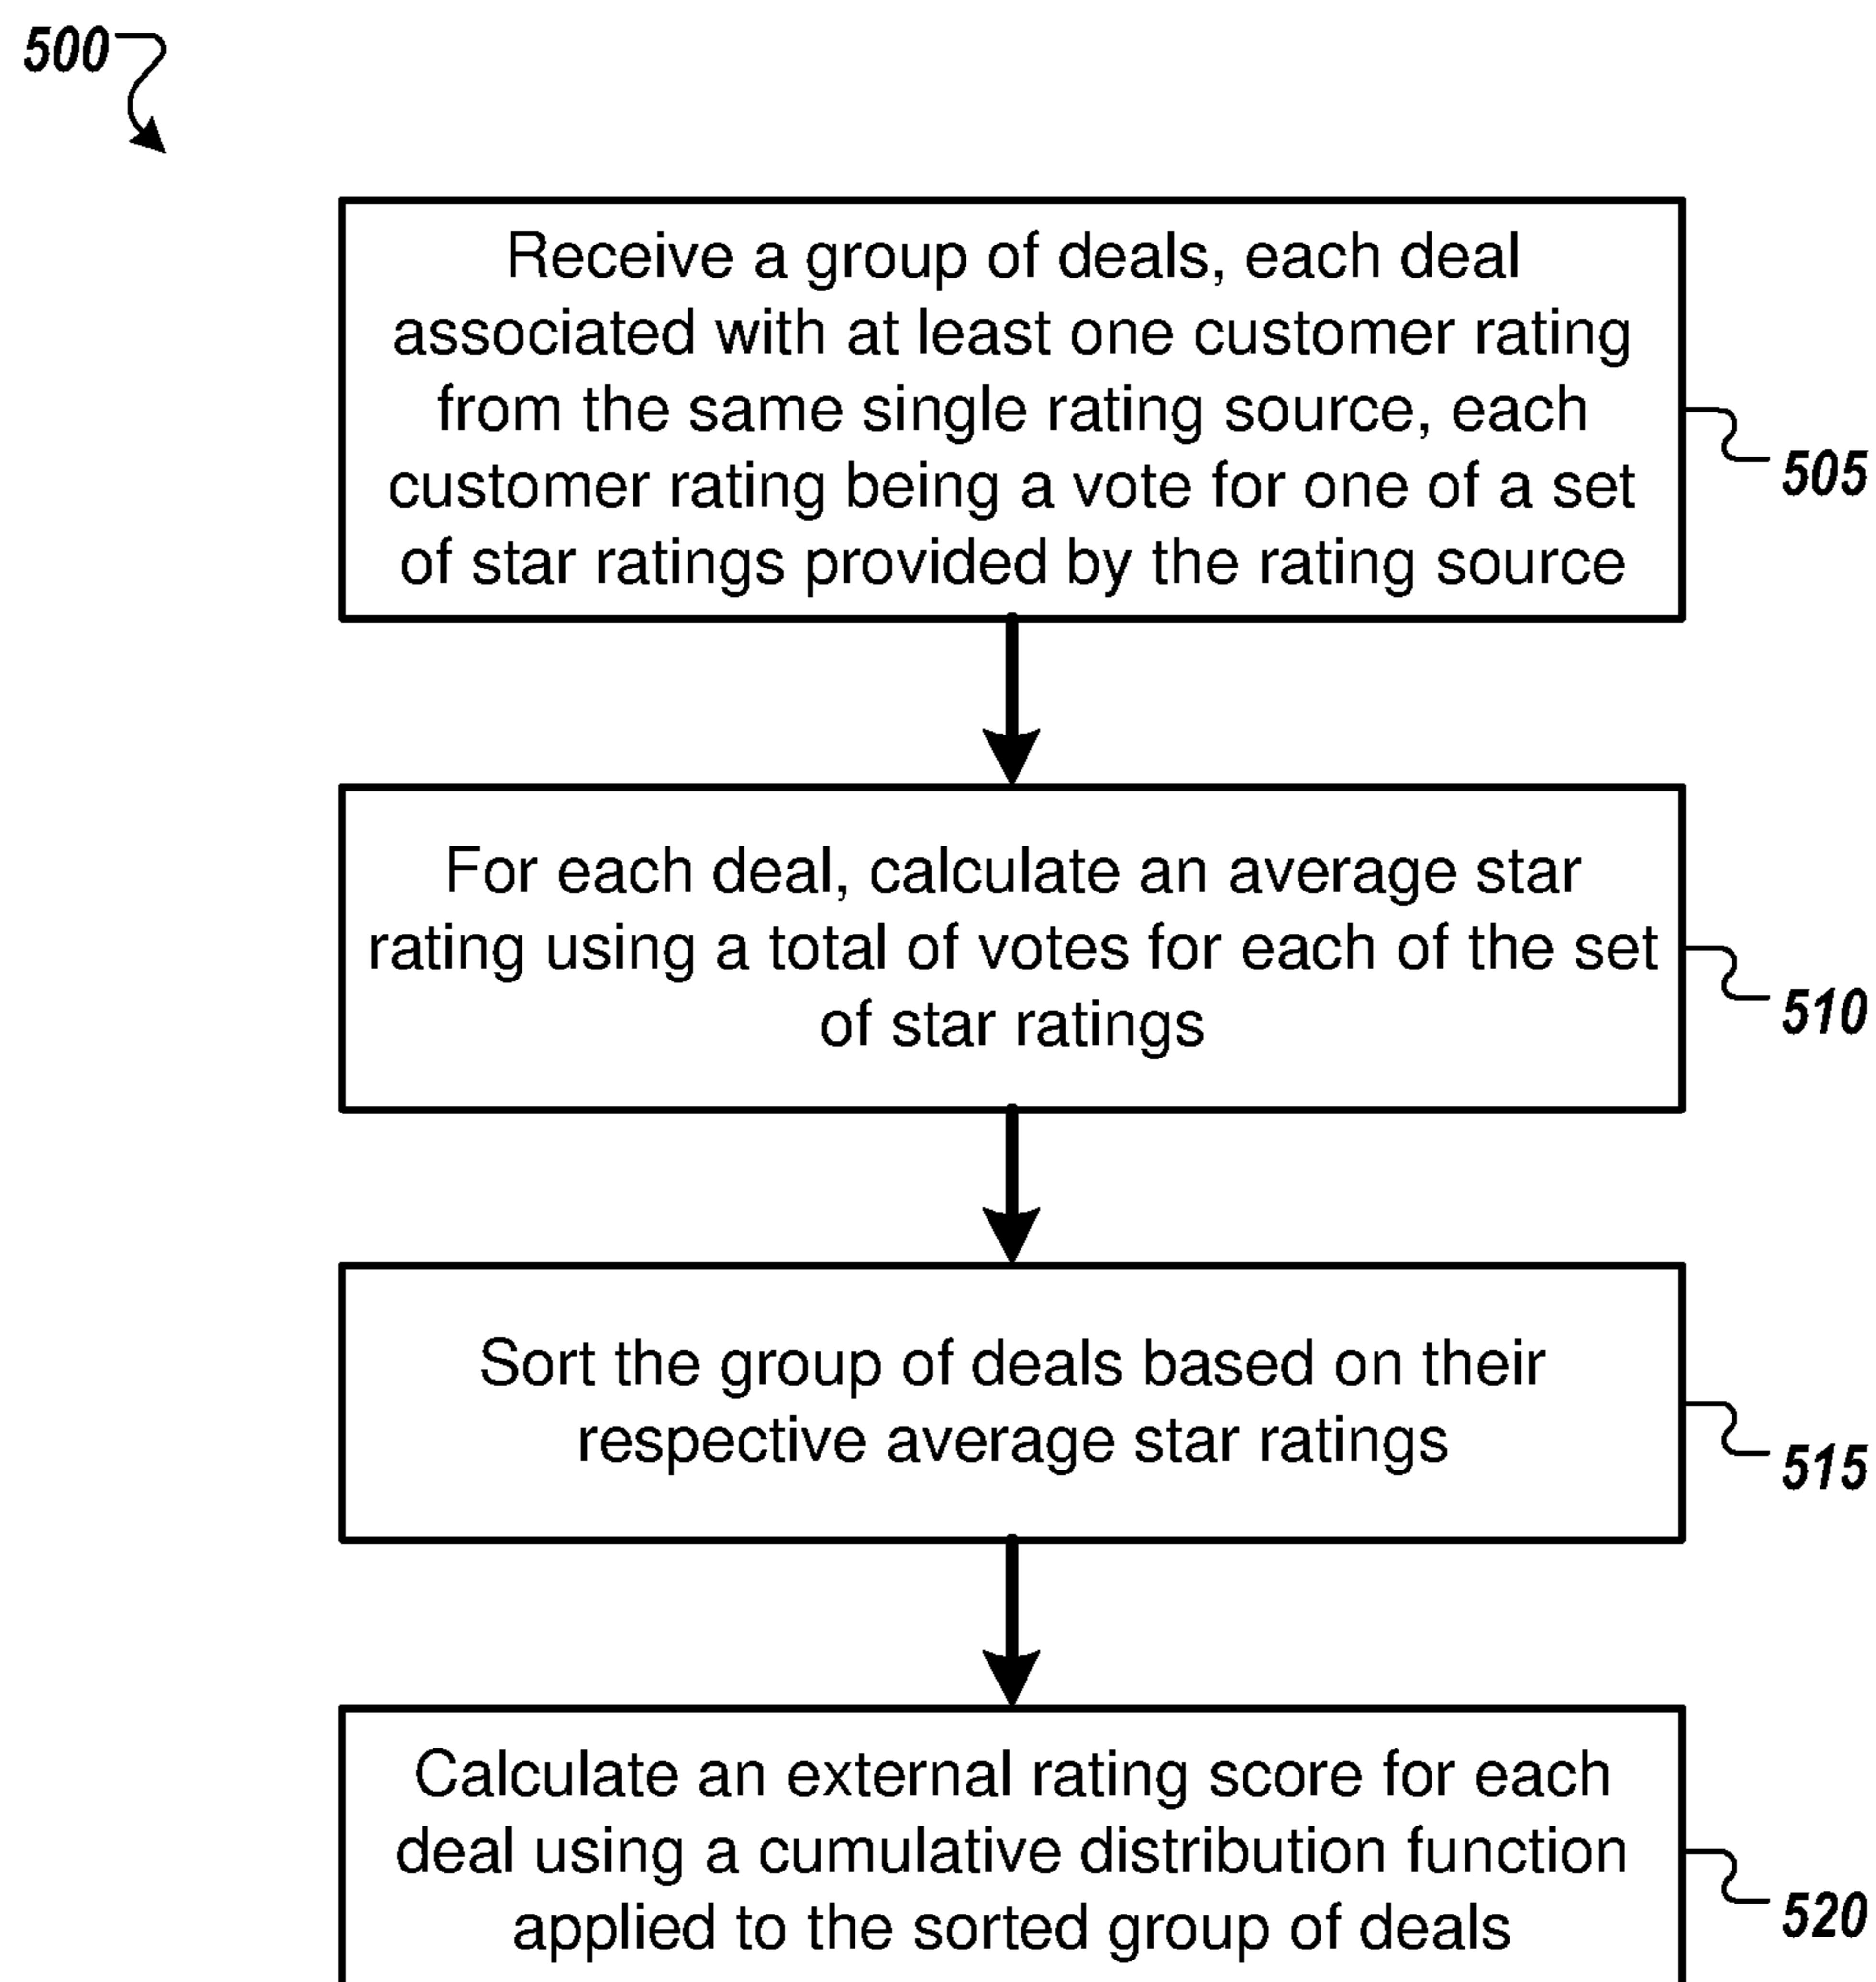 500
Receive a group of deals, each deal
associated with at least one customer rating
from the same single rating source, each
customer rating being a vote for one of a set
of star ratings provided by the rating source
505
For each deal, calculate an average star
rating using a total of votes for each of the set
of star ratings
510
Sort the group of deals based on their
respective average star ratings
515
Calculate an external rating score for each
deal using a cumulative distribution function
applied to the sorted group of deals
520